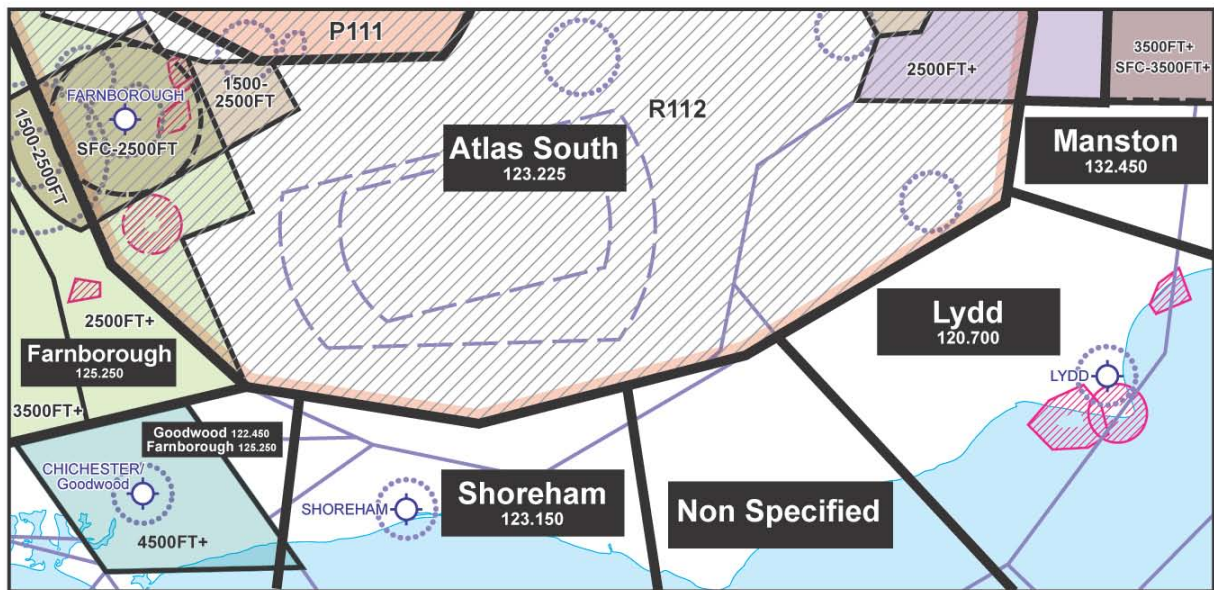 P111
3500FT+
SFC-3500FT+
2500FT+
1500-
2500FT
FARNBOROUGH
SFC-2500FT
1500-2500FT
R112
Atlas South
123.225
Manston
132.450
2500FT+
Farnborough
125.250
3500FT+
Lydd
120.700
LYDD
Goodwood 122.450
Farnborough 125.250
CHICHESTER/
Goodwood
4500FT+
SHOREHAM
Shoreham
123.150
Non Specified